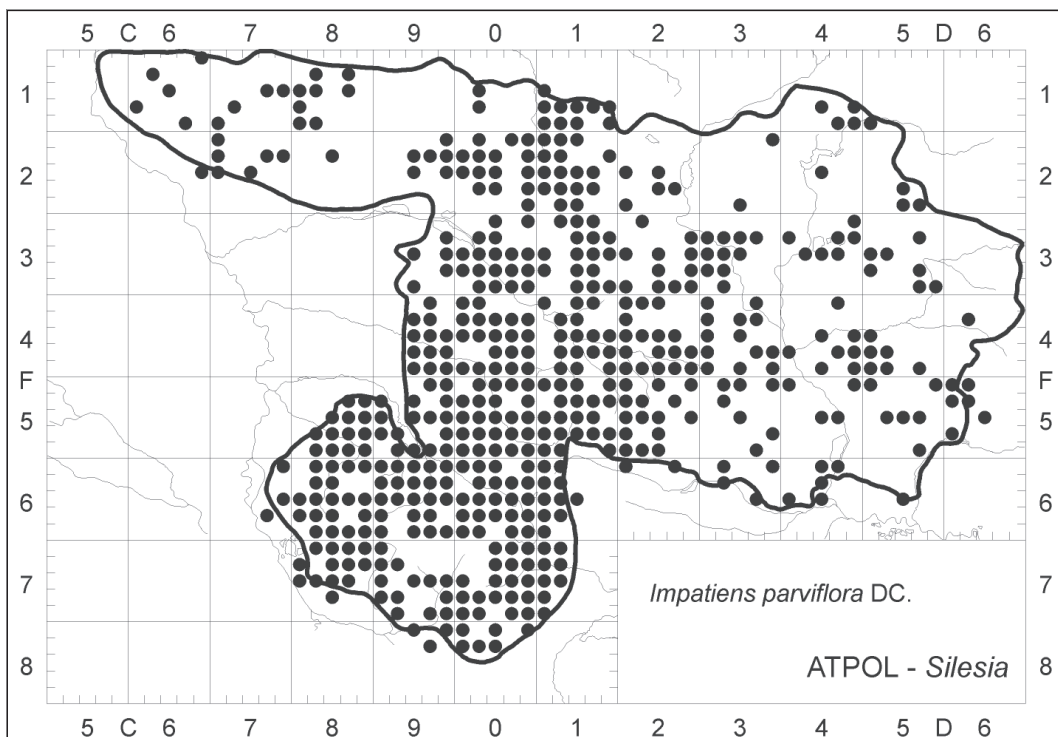 5 C 6 7 8 9 0 1 2 3 4 5 D 6
1 1
2 2
3 3
4 4
F F
5 5
6 6
7 Impatiens parviflora DC. 7
8 ATPOL - Silesia 8
5 C 6 7 8 9 0 1 2 3 4 5 D 6